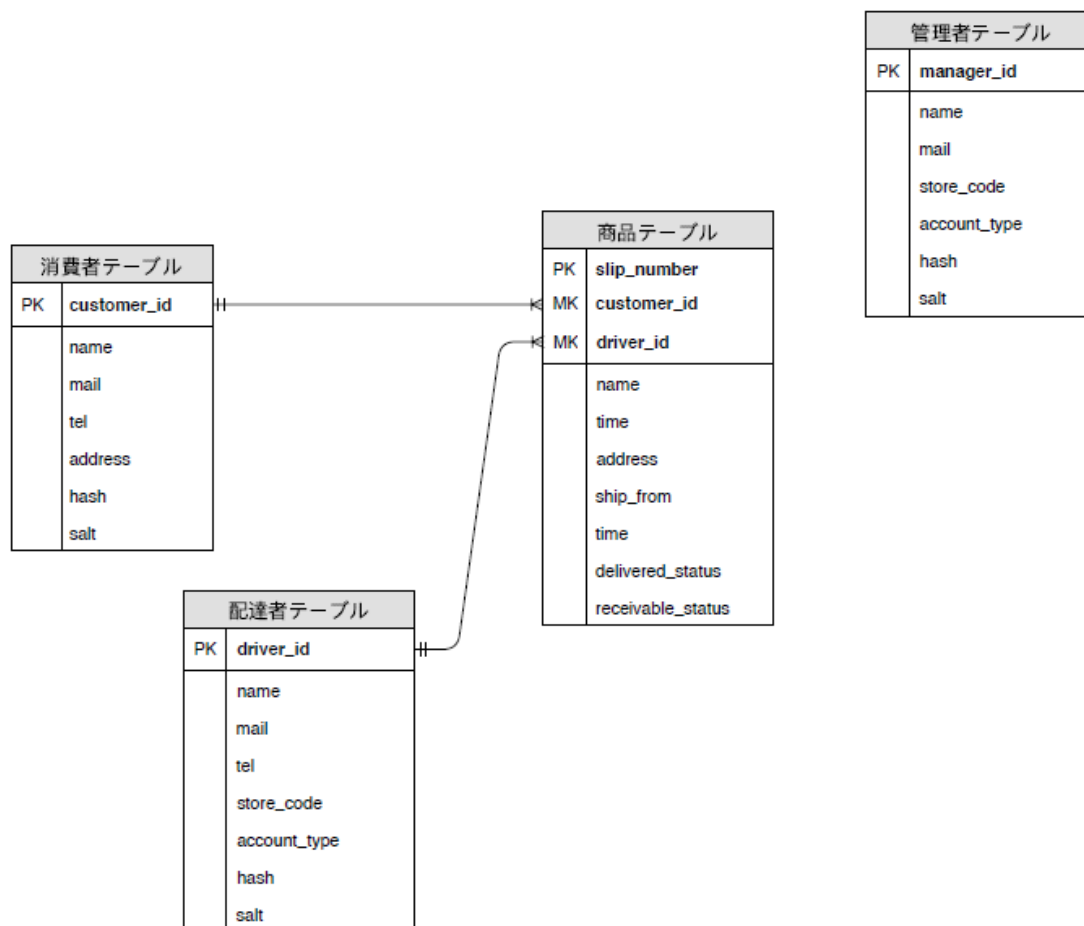 管理者テーブル
PK manager_id
name
mail
store_code
account_type
hash
salt
商品テーブル
PK slip_number
MK customer_id
MK driver_id
name
time
address
ship_from
time
delivered_status
receivable_status
消費者テーブル
PK customer_id
name
mail
tel
address
hash
salt
配達者テーブル
PK driver_id
name
mail
tel
store_code
account_type
hash
salt